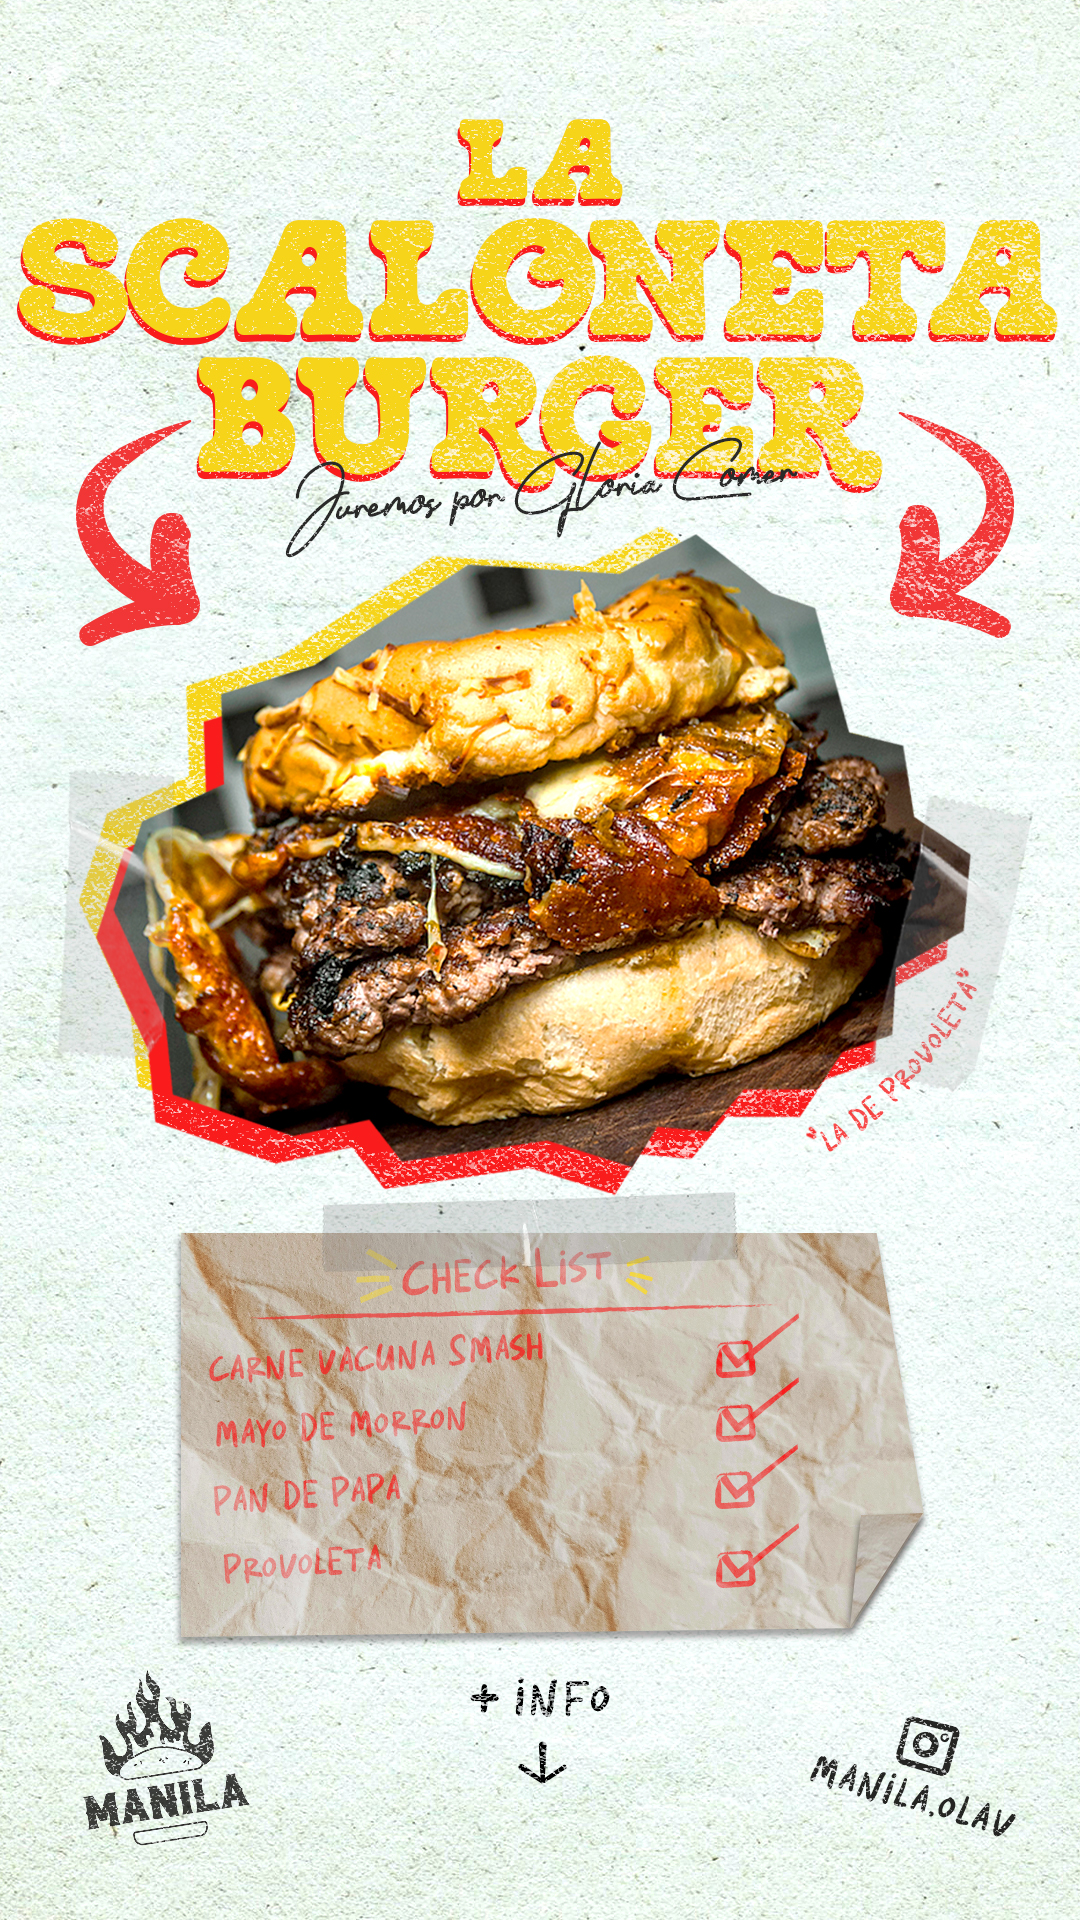 LA
SCALONETA
BURGER
Juremos por Gloria Comer
"LA DE PROVOLETA"
CHECK LiST
CARNE VACUNA SMASH
MAYO DE MORRON
PAN DE PAPA
PROVOLETA
+ iNFO
MANILA
MANiLA.OLAV